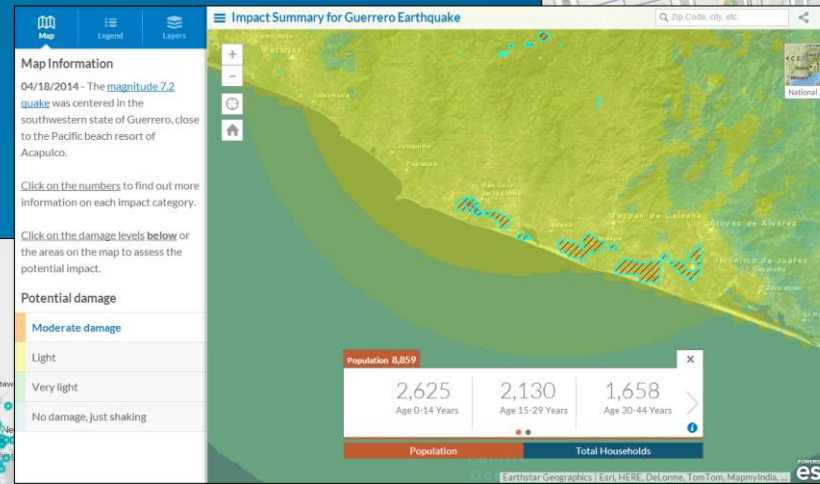 Map
Legend
Layers
Impact Summary for Guerrero Earthquake
Zip Code, city, etc.
Map Information
04/18/2014 - The magnitude 7.2
quake was centered in the
southwestern state of Guerrero, close
to the Pacific beach resort of
Acapulco.
Click on the numbers to find out more
information on each impact category.
Click on the damage levels below or
the areas on the map to assess the
potential impact.
Potential damage
Moderate damage
Light
Very light
No damage, just shaking
+
−
National
Papanoa
Tecpan de Galeana
Atoyac de Alvarez
Population 8,859
X
2,625
Age 0-14 Years
2,130
Age 15-29 Years
1,658
Age 30-44 Years
Population
Total Households
Earthstar Geographics | Esri, HERE, DeLorme, TomTom, MapmyIndia, ...
POWERED
es